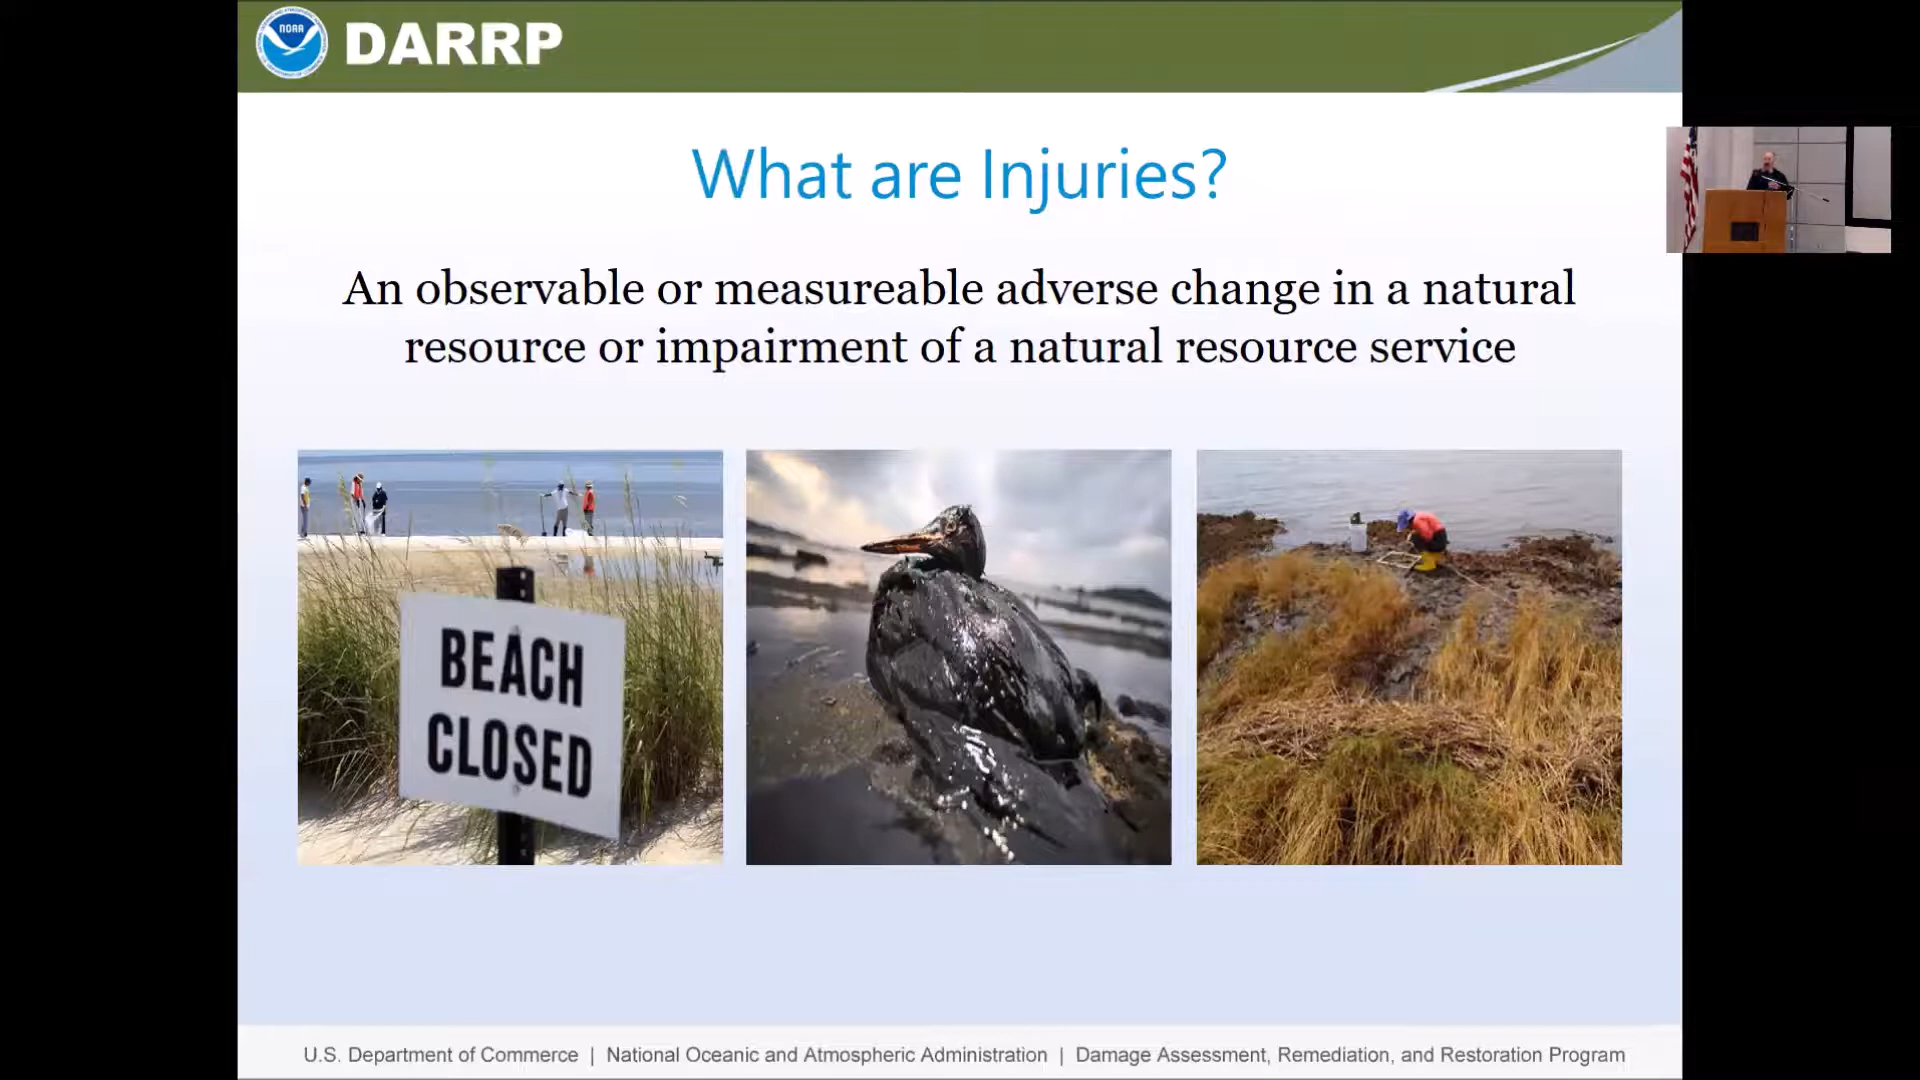 NOAA
DARRP
What are Injuries?
An observable or measureable adverse change in a natural
resource or impairment of a natural resource service
BEACH
CLOSED
U.S. Department of Commerce | National Oceanic and Atmospheric Administration | Damage Assessment, Remediation, and Restoration Program